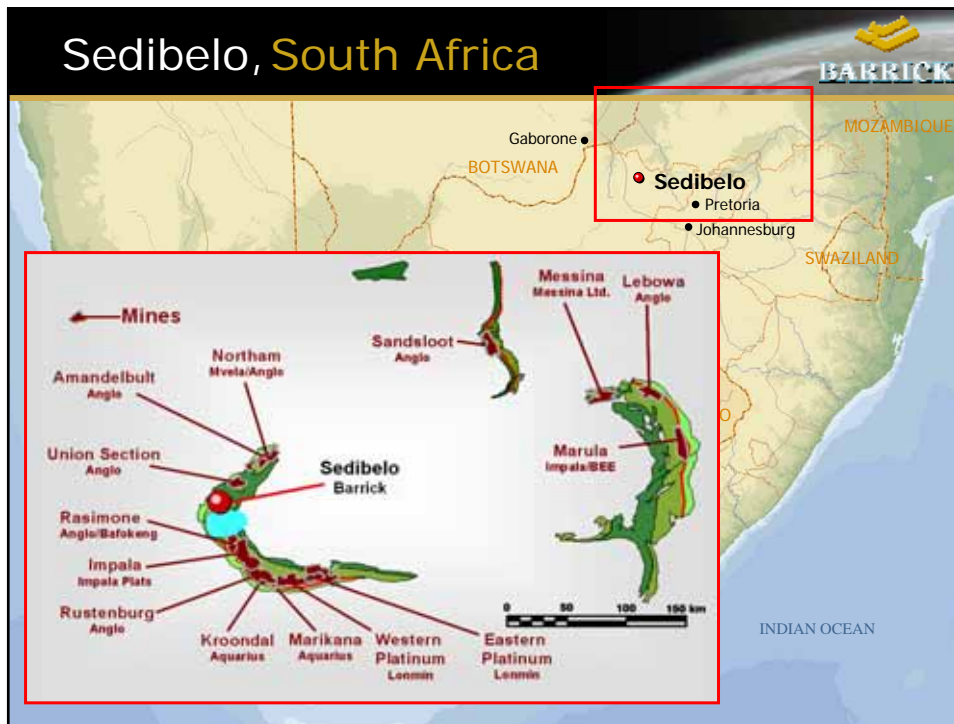 Sedibelo, South Africa
BARRICK
MOZAMBIQUE
Gaborone
BOTSWANA
Sedibelo
Pretoria
Johannesburg
SWAZILAND
Mines
Messina
Messina Ltd.
Lebowa
Anglo
Sandsloot
Anglo
Northam
Mvela/Anglo
Amandelbult
Anglo
Union Section
Anglo
Sedibelo
Barrick
Marula
Impala/BEE
Rasimone
Anglo/Bafokeng
Impala
Impala Plats
Rustenburg
Anglo
Kroondal
Aquarius
Marikana
Aquarius
Western
Platinum
Lonmin
Eastern
Platinum
Lonmin
0 50 100 150 km
INDIAN OCEAN